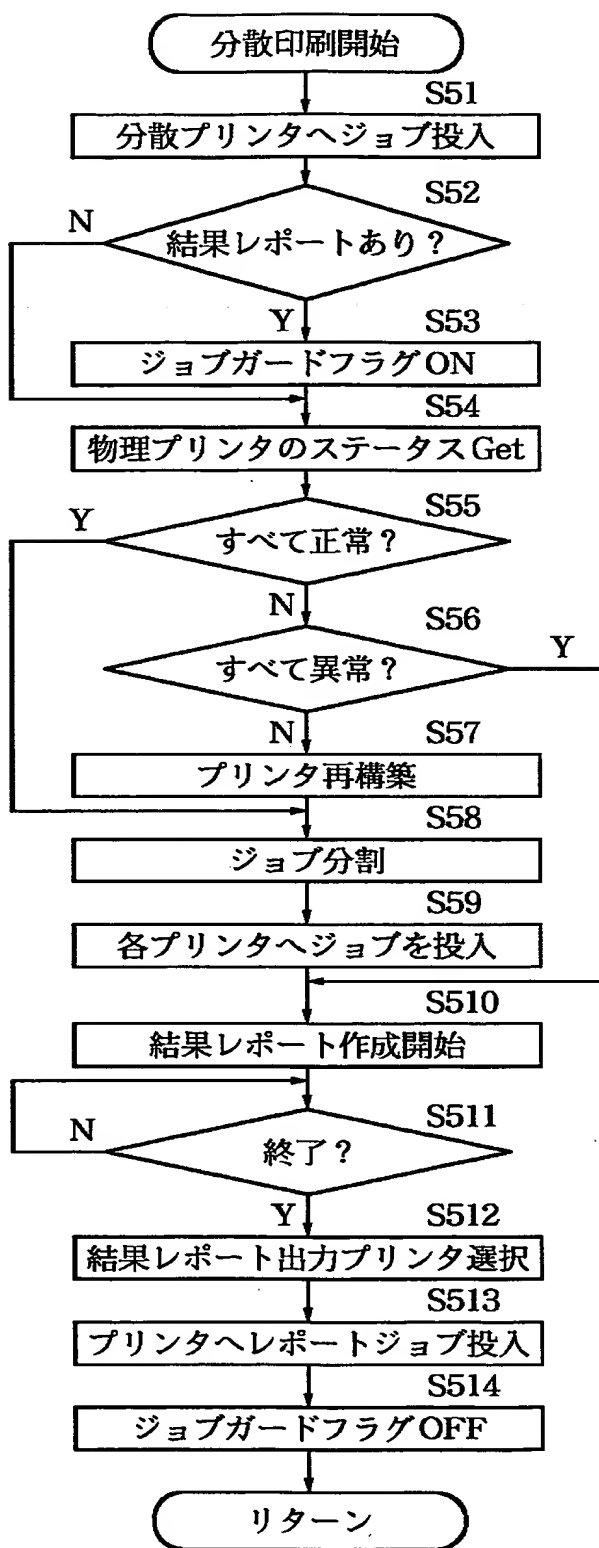 分散印刷開始
S51
分散プリンタへジョブ投入
S52
N
結果レポートあり？
Y
S53
ジョブガードフラグON
S54
物理プリンタのステータスGet
S55
Y
すべて正常？
N
S56
すべて異常？
Y
N
S57
プリンタ再構築
S58
ジョブ分割
S59
各プリンタへジョブを投入
S510
結果レポート作成開始
S511
N
終了？
Y
S512
結果レポート出力プリンタ選択
S513
プリンタへレポートジョブ投入
S514
ジョブガードフラグOFF
リターン